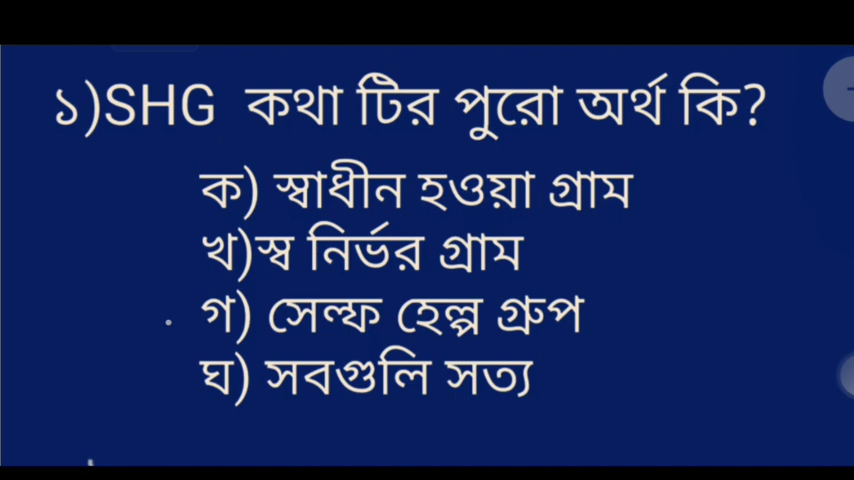 ১)SHG কথা টির পুরো অর্থ কি?
ক) স্বাধীন হওয়া গ্রাম
খ)স্ব নির্ভর গ্রাম
গ) সেল্ফ হেল্প গ্রুপ
ঘ) সবগুলি সত্য